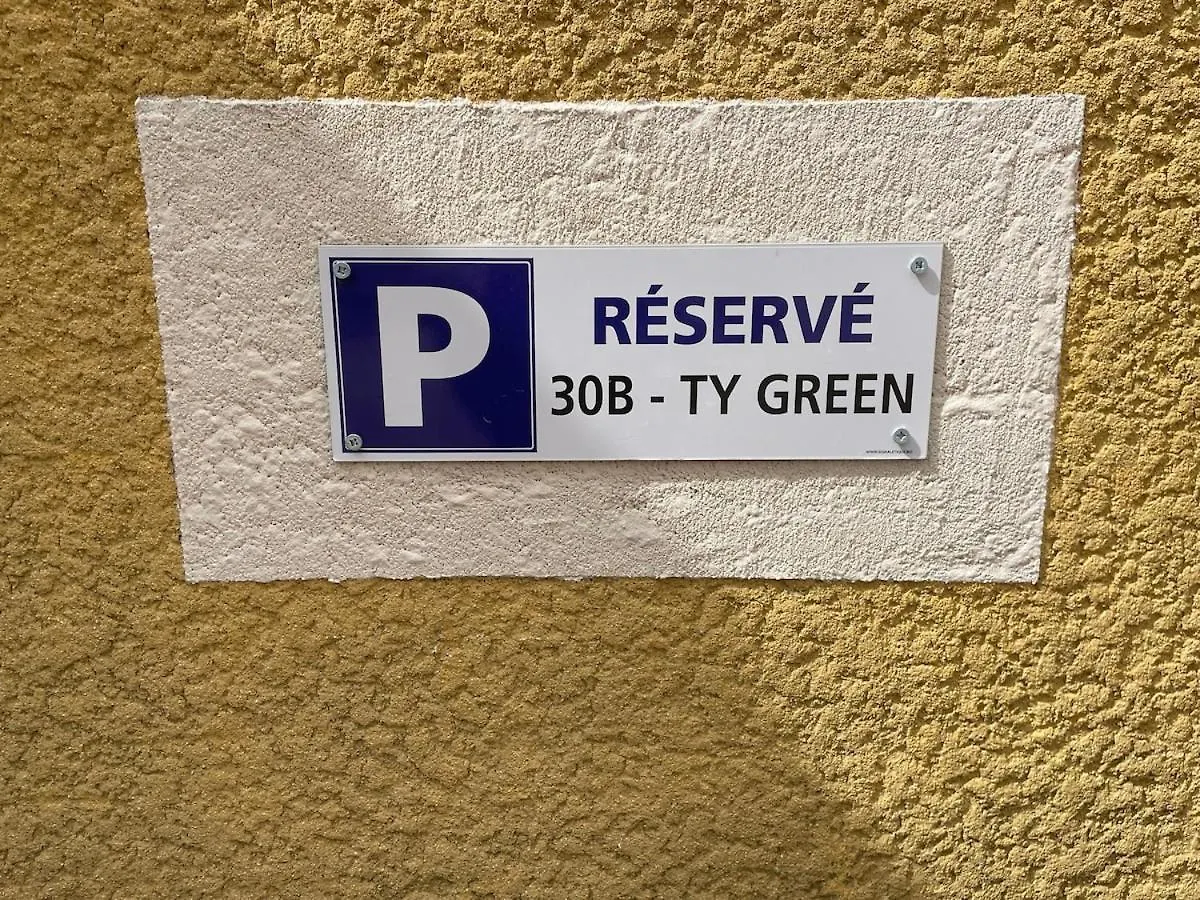 P
RÉSERVÉ
30B - TY GREEN